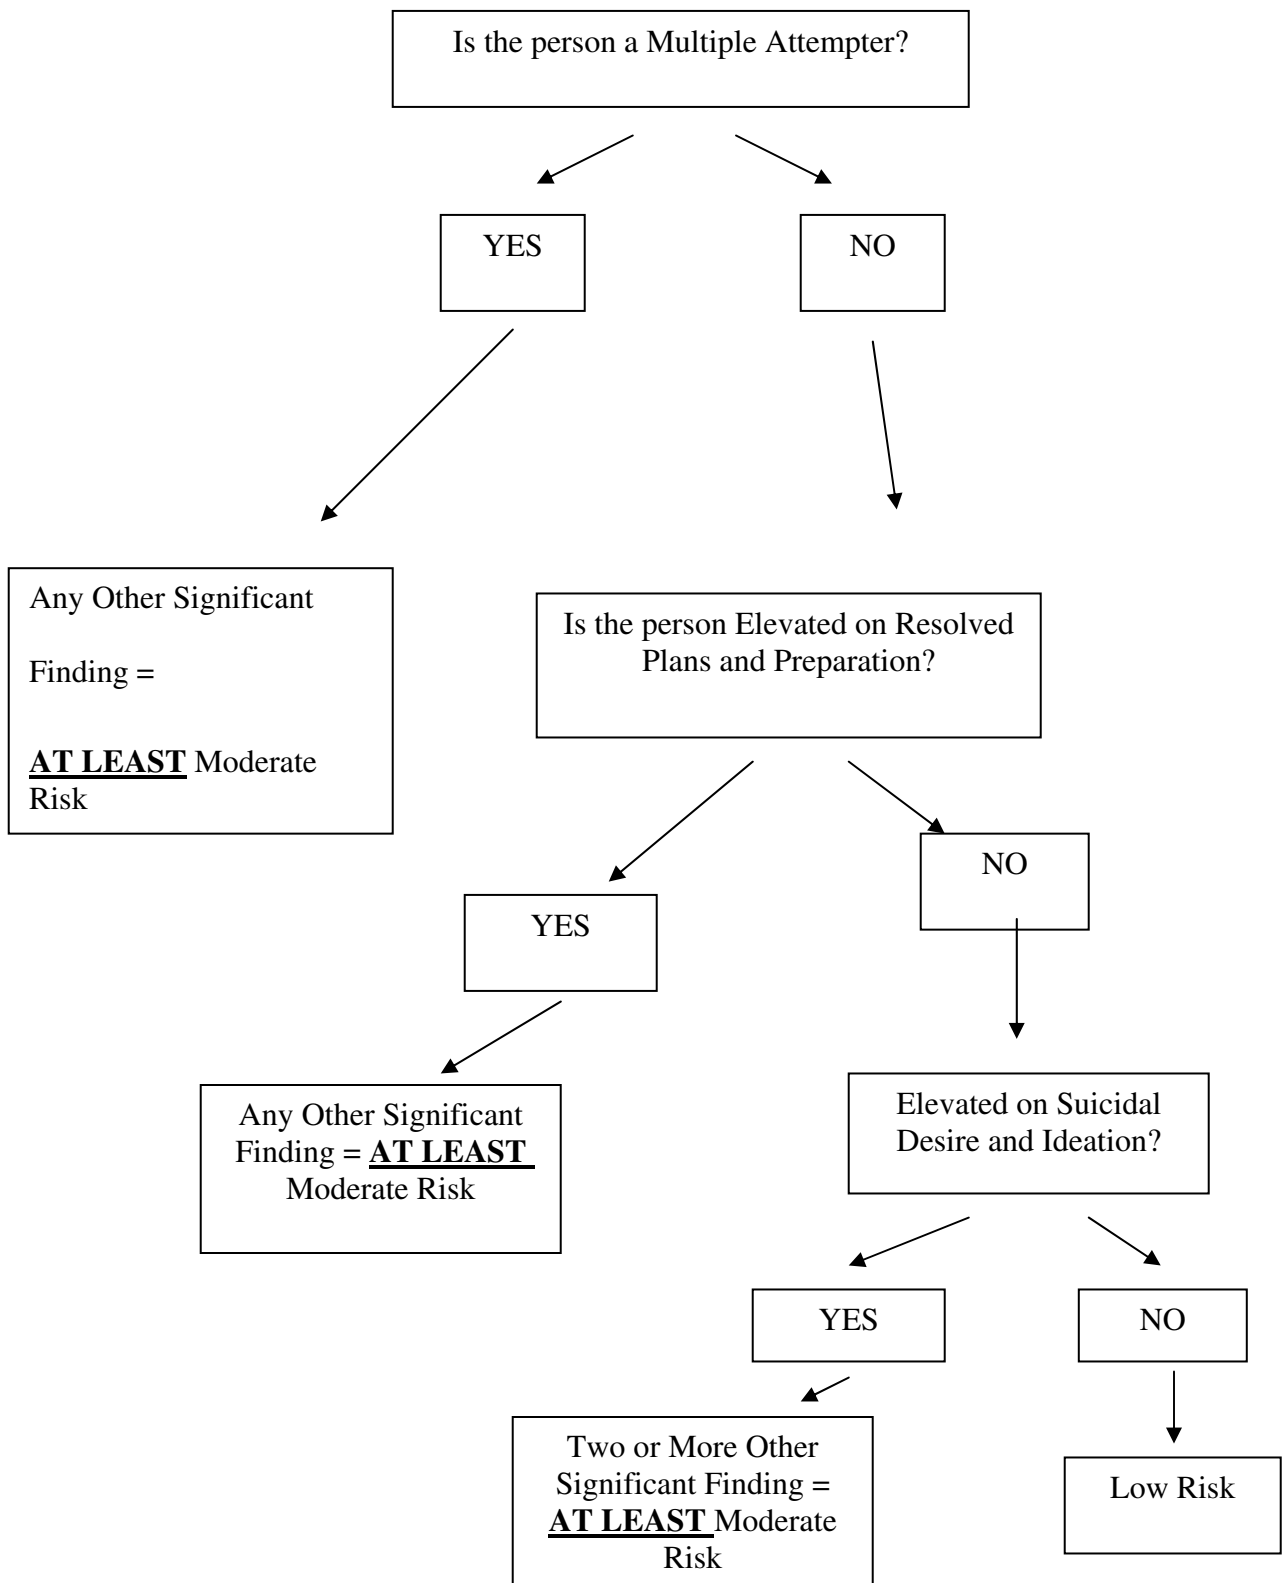 Is the person a Multiple Attempter?
YES
NO
Any Other Significant
Finding =
AT LEAST Moderate
Risk
Is the person Elevated on Resolved
Plans and Preparation?
YES
NO
Any Other Significant
Finding = AT LEAST
Moderate Risk
Elevated on Suicidal
Desire and Ideation?
YES
NO
Two or More Other
Significant Finding =
AT LEAST Moderate
Risk
Low Risk